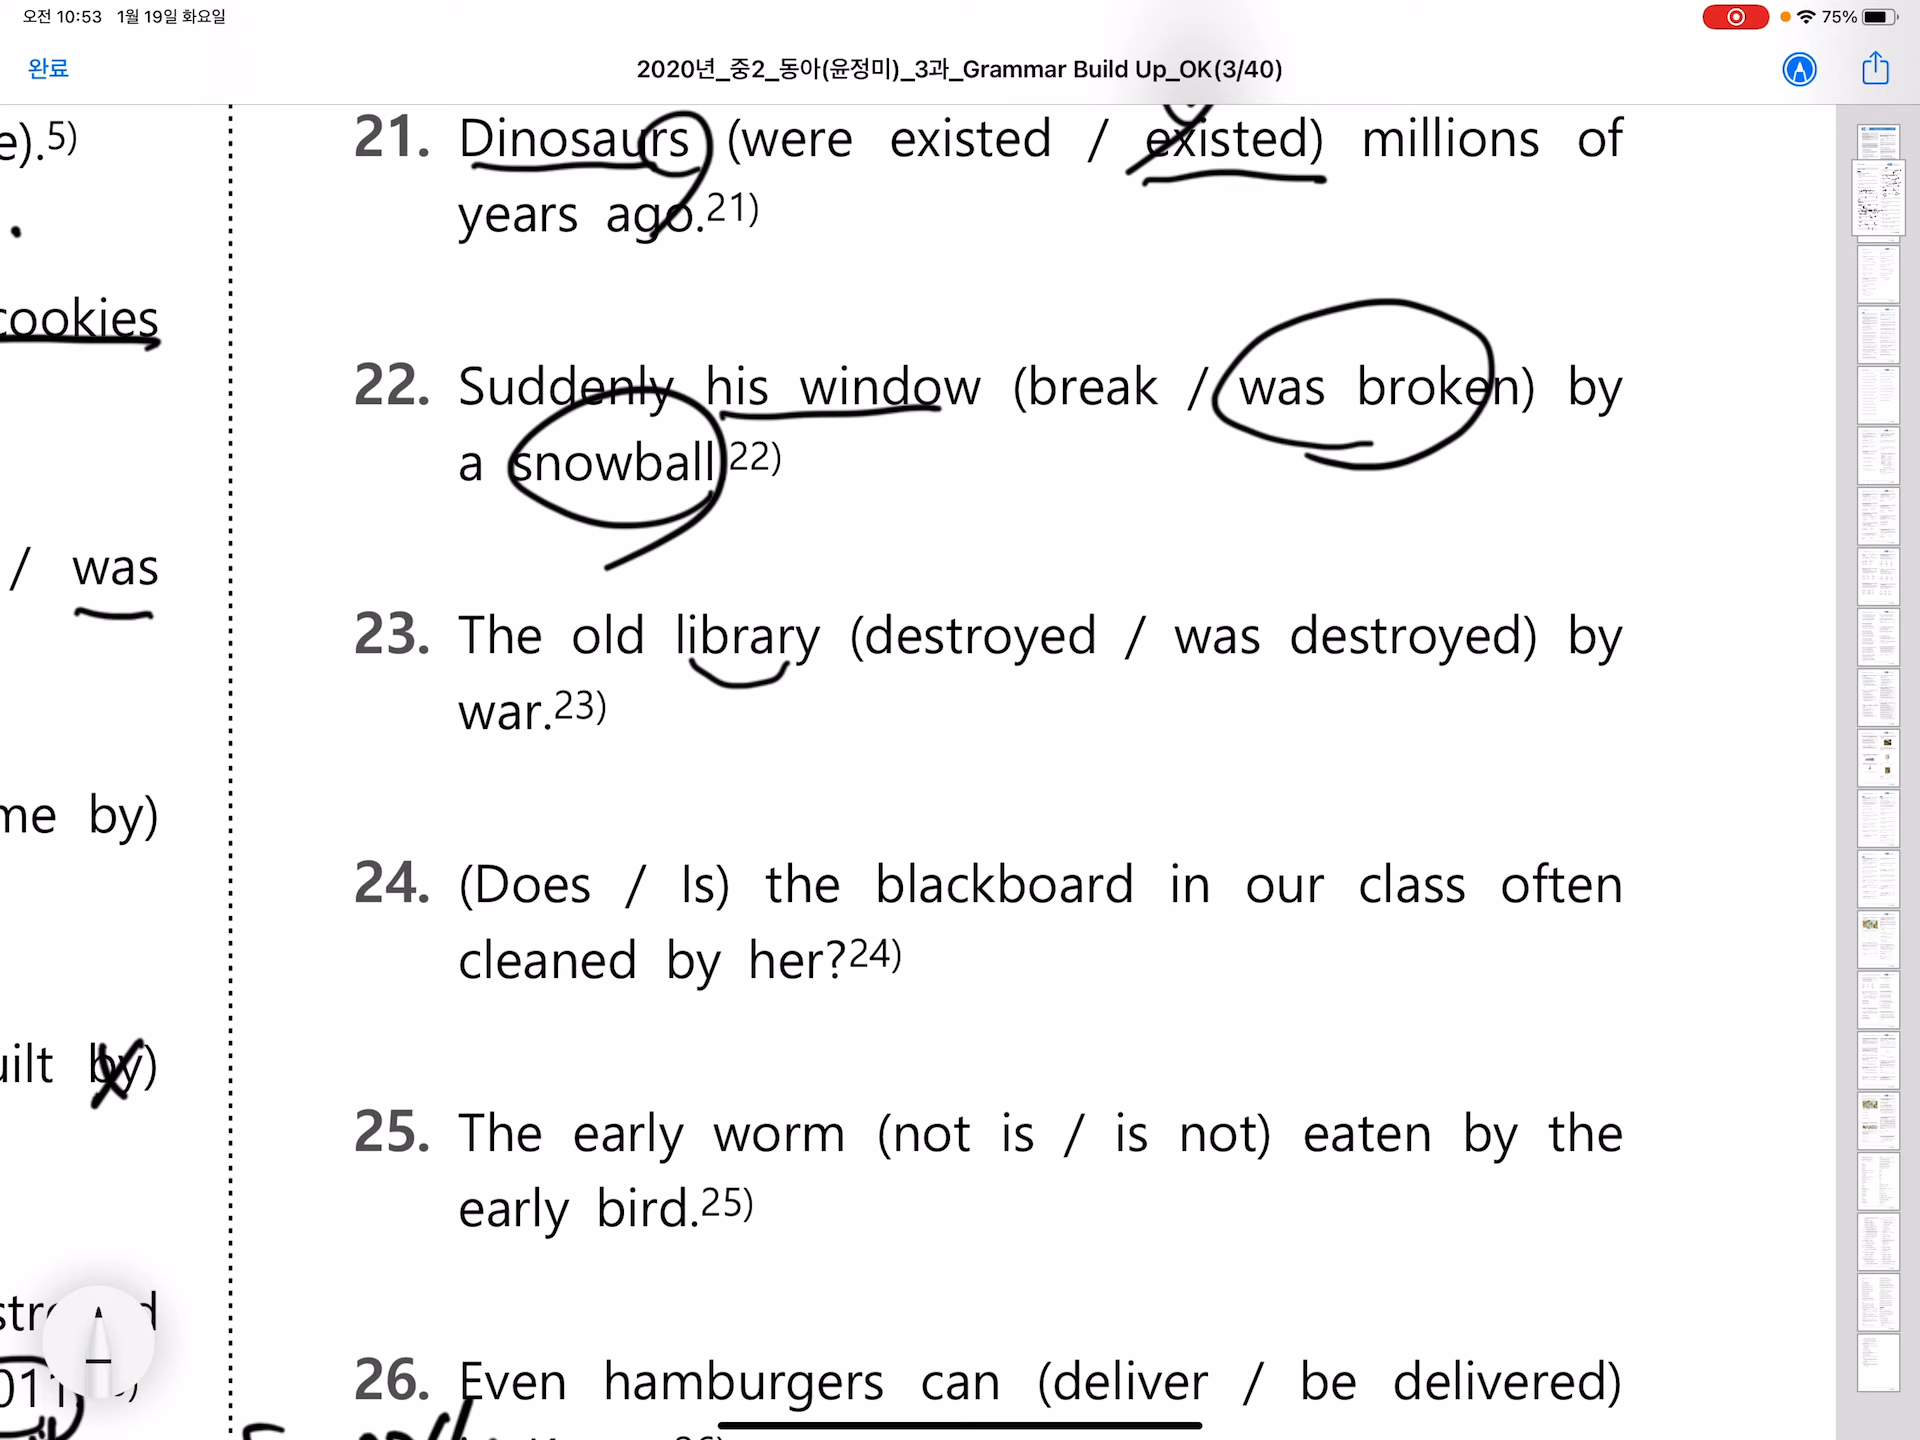 오전 10:53 1월 19일 화요일
75%
완료
2020년_중2_동아(윤정미)_3과_Grammar Build Up_OK(3/40)
e).5)
.
cookies
/ was
me by)
uilt by)
21. Dinosaurs (were existed / existed) millions of
years ago.21)
22. Suddenly his window (break / was broken) by
a snowball.22)
23. The old library (destroyed / was destroyed) by
war.23)
24. (Does / Is) the blackboard in our class often
cleaned by her?24)
25. The early worm (not is / is not) eaten by the
early bird.25)
26. Even hamburgers can (deliver / be delivered)